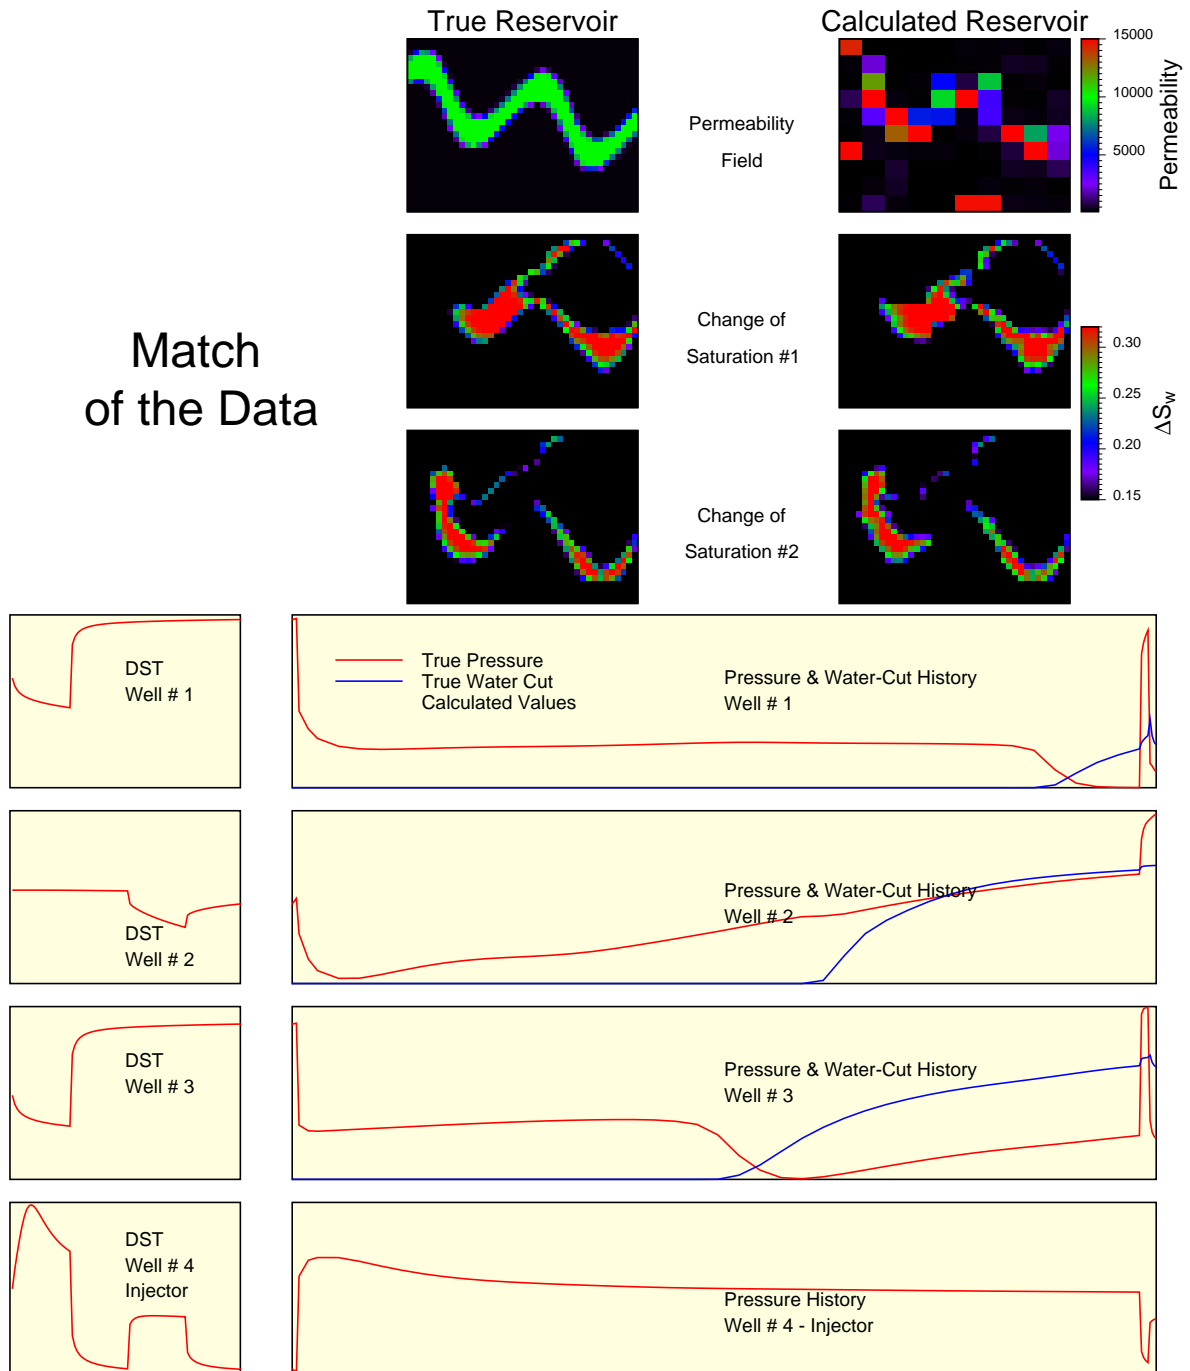 True Reservoir
Calculated Reservoir
Permeability
Field
15000
10000
5000
Permeability
Match
of the Data
Change of
Saturation #1
0.30
0.25
0.20
0.15
ΔSw
Change of
Saturation #2
DST
Well # 1
True Pressure
True Water Cut
Calculated Values
Pressure & Water-Cut History
Well # 1
DST
Well # 2
Pressure & Water-Cut History
Well # 2
DST
Well # 3
Pressure & Water-Cut History
Well # 3
DST
Well # 4
Injector
Pressure History
Well # 4 - Injector